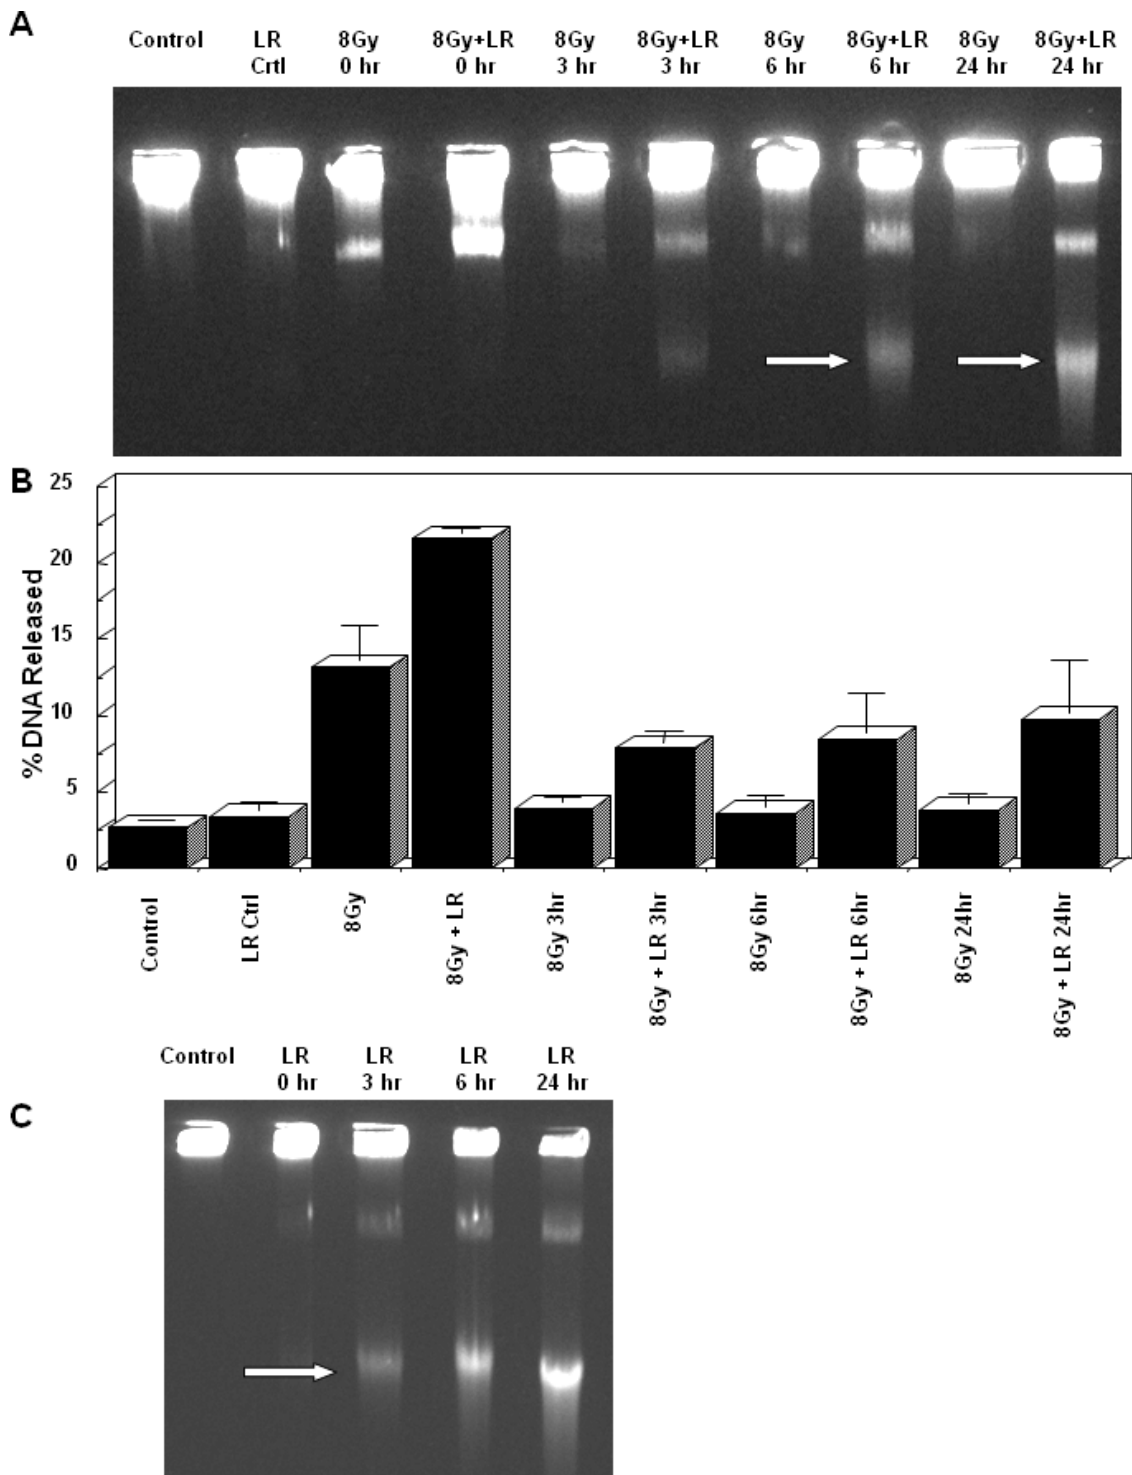 A
Control LR 8Gy 8Gy+LR 8Gy 8Gy+LR 8Gy 8Gy+LR 8Gy 8Gy+LR
Crtl 0 hr 0 hr 3 hr 3 hr 6 hr 6 hr 24 hr 24 hr
B
25
20
15
10
5
0
% DNA Released
Control
LR Ctrl
8Gy
8Gy + LR
8Gy 3hr
8Gy + LR 3hr
8Gy 6hr
8Gy + LR 6hr
8Gy 24hr
8Gy + LR 24hr
Control LR LR LR LR
0 hr 3 hr 6 hr 24 hr
C